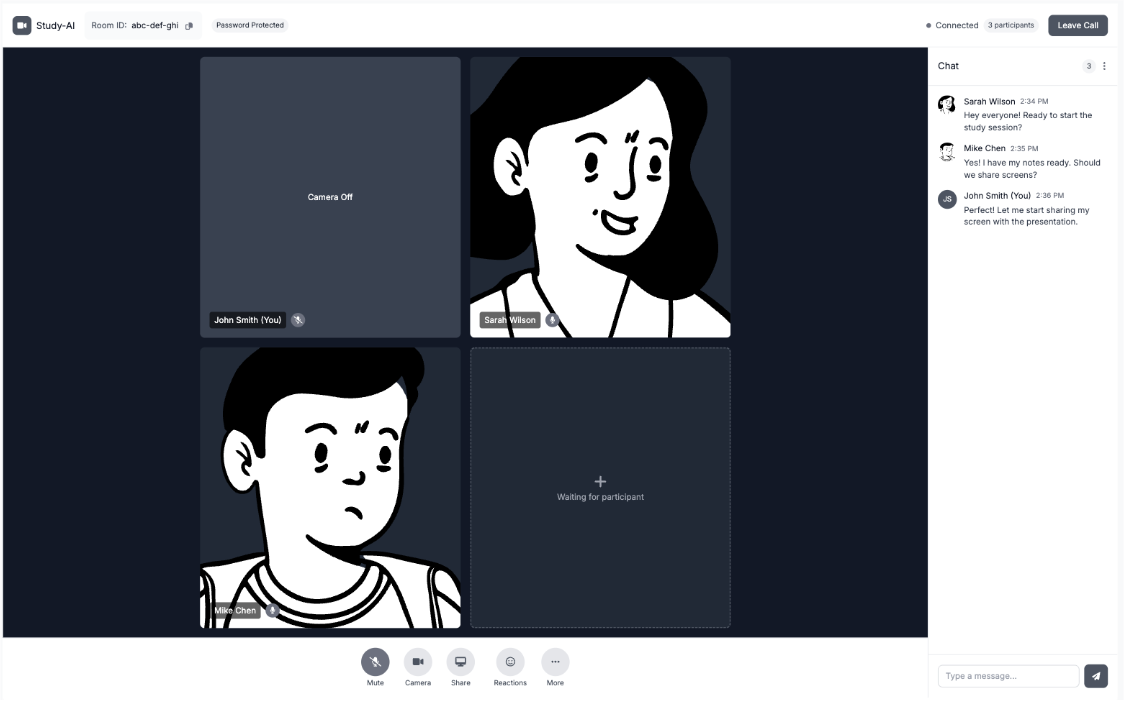 Study-AI
Room ID: abc-def-ghi
Password Protected
Connected
3 participants
Leave Call
Camera Off
John Smith (You)
Sarah Wilson
Mike Chen
Waiting for participant
Mute
Camera
Share
Reactions
More
Chat
3
Sarah Wilson 2:34 PM
Hey everyone! Ready to start the
study session?
Mike Chen 2:35 PM
Yes! I have my notes ready. Should
we share screens?
JS
John Smith (You) 2:36 PM
Perfect! Let me start sharing my
screen with the presentation.
Type a message...